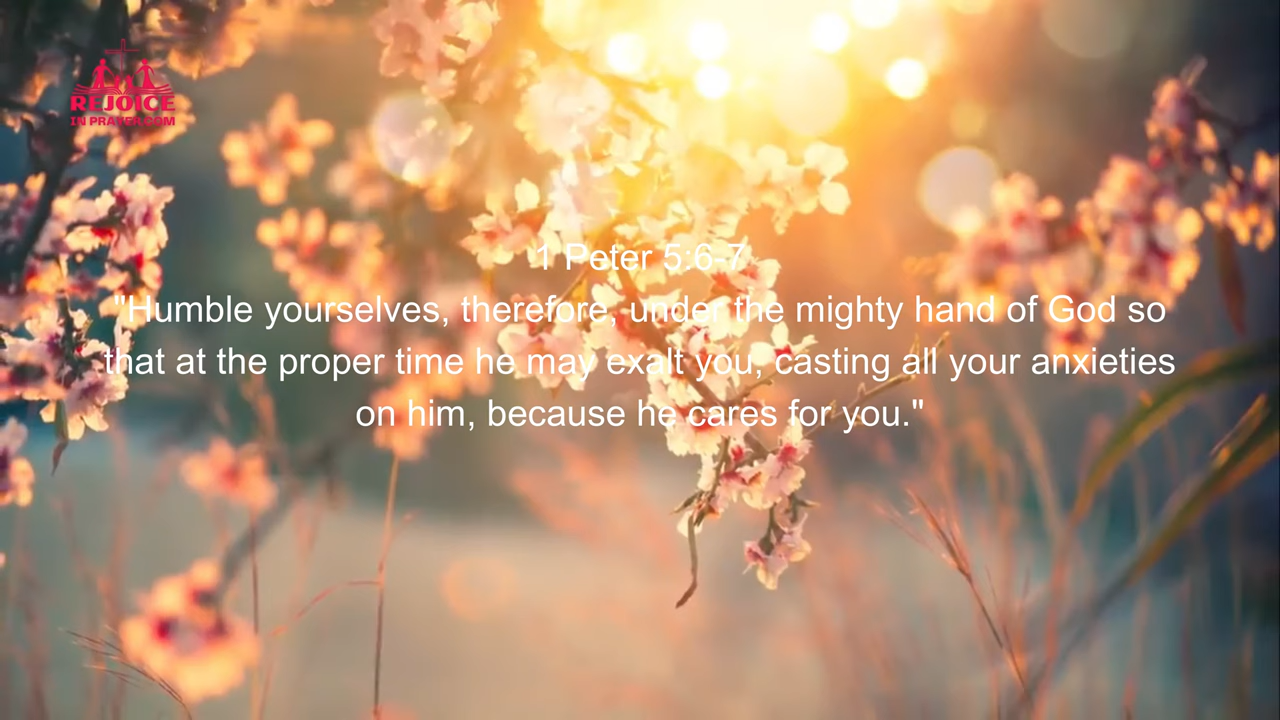 REJOICE
IN PRAYER.COM
1 Peter 5:6-7
"Humble yourselves, therefore, under the mighty hand of God so
that at the proper time he may exalt you, casting all your anxieties
on him, because he cares for you."